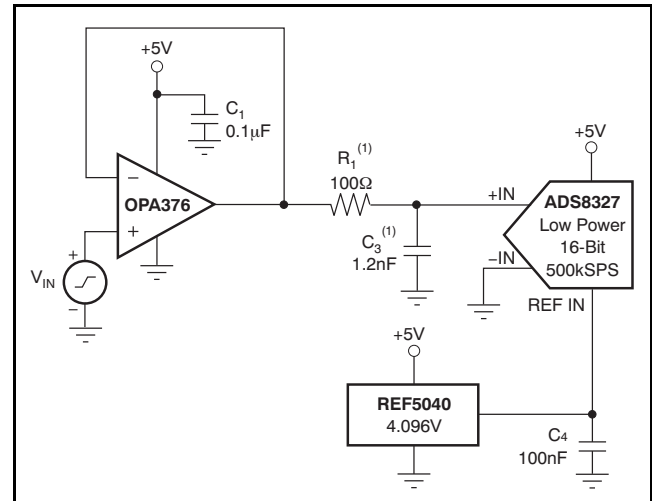 +5V
C1
0.1μF
+5V
R1(1)
100Ω
−
OPA376
+
+IN
ADS8327
Low Power
16-Bit
500kSPS
C3(1)
1.2nF
−IN
+
VIN
−
REF IN
+5V
REF5040
4.096V
C4
100nF